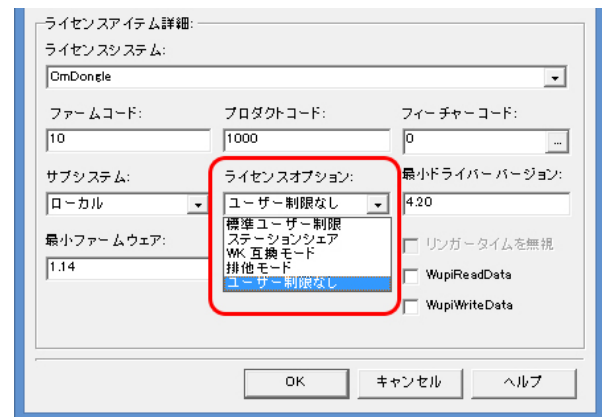 ライセンスアイテム詳細:
ライセンスシステム:
CmDongle
ファームコード: プロダクトコード: フィーチャーコード:
10 1000 0 ...
サブシステム: ライセンスオプション: 最小ドライバーバージョン:
ローカル ユーザー制限なし 4.20
標準ユーザー制限
ステーションシェア
最小ファームウェア: WK 互換モード リンガータイムを無視
1.14 排他モード
ユーザー制限なし WupiReadData
WupiWriteData
OK キャンセル ヘルプ